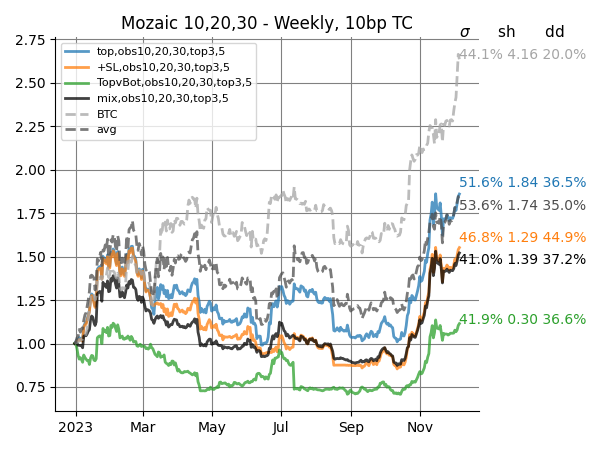 Mozaic 10,20,30 - Weekly, 10bp TC
σ sh dd
2.75
2.50
2.25
2.00
1.75
1.50
1.25
1.00
0.75
top,obs10,20,30,top3,5
+SL,obs10,20,30,top3,5
TopvBot,obs10,20,30,top3,5
mix,obs10,20,30,top3,5
BTC
avg
44.1% 4.16 20.0%
51.6% 1.84 36.5%
53.6% 1.74 35.0%
46.8% 1.29 44.9%
41.0% 1.39 37.2%
41.9% 0.30 36.6%
2023 Mar May Jul Sep Nov